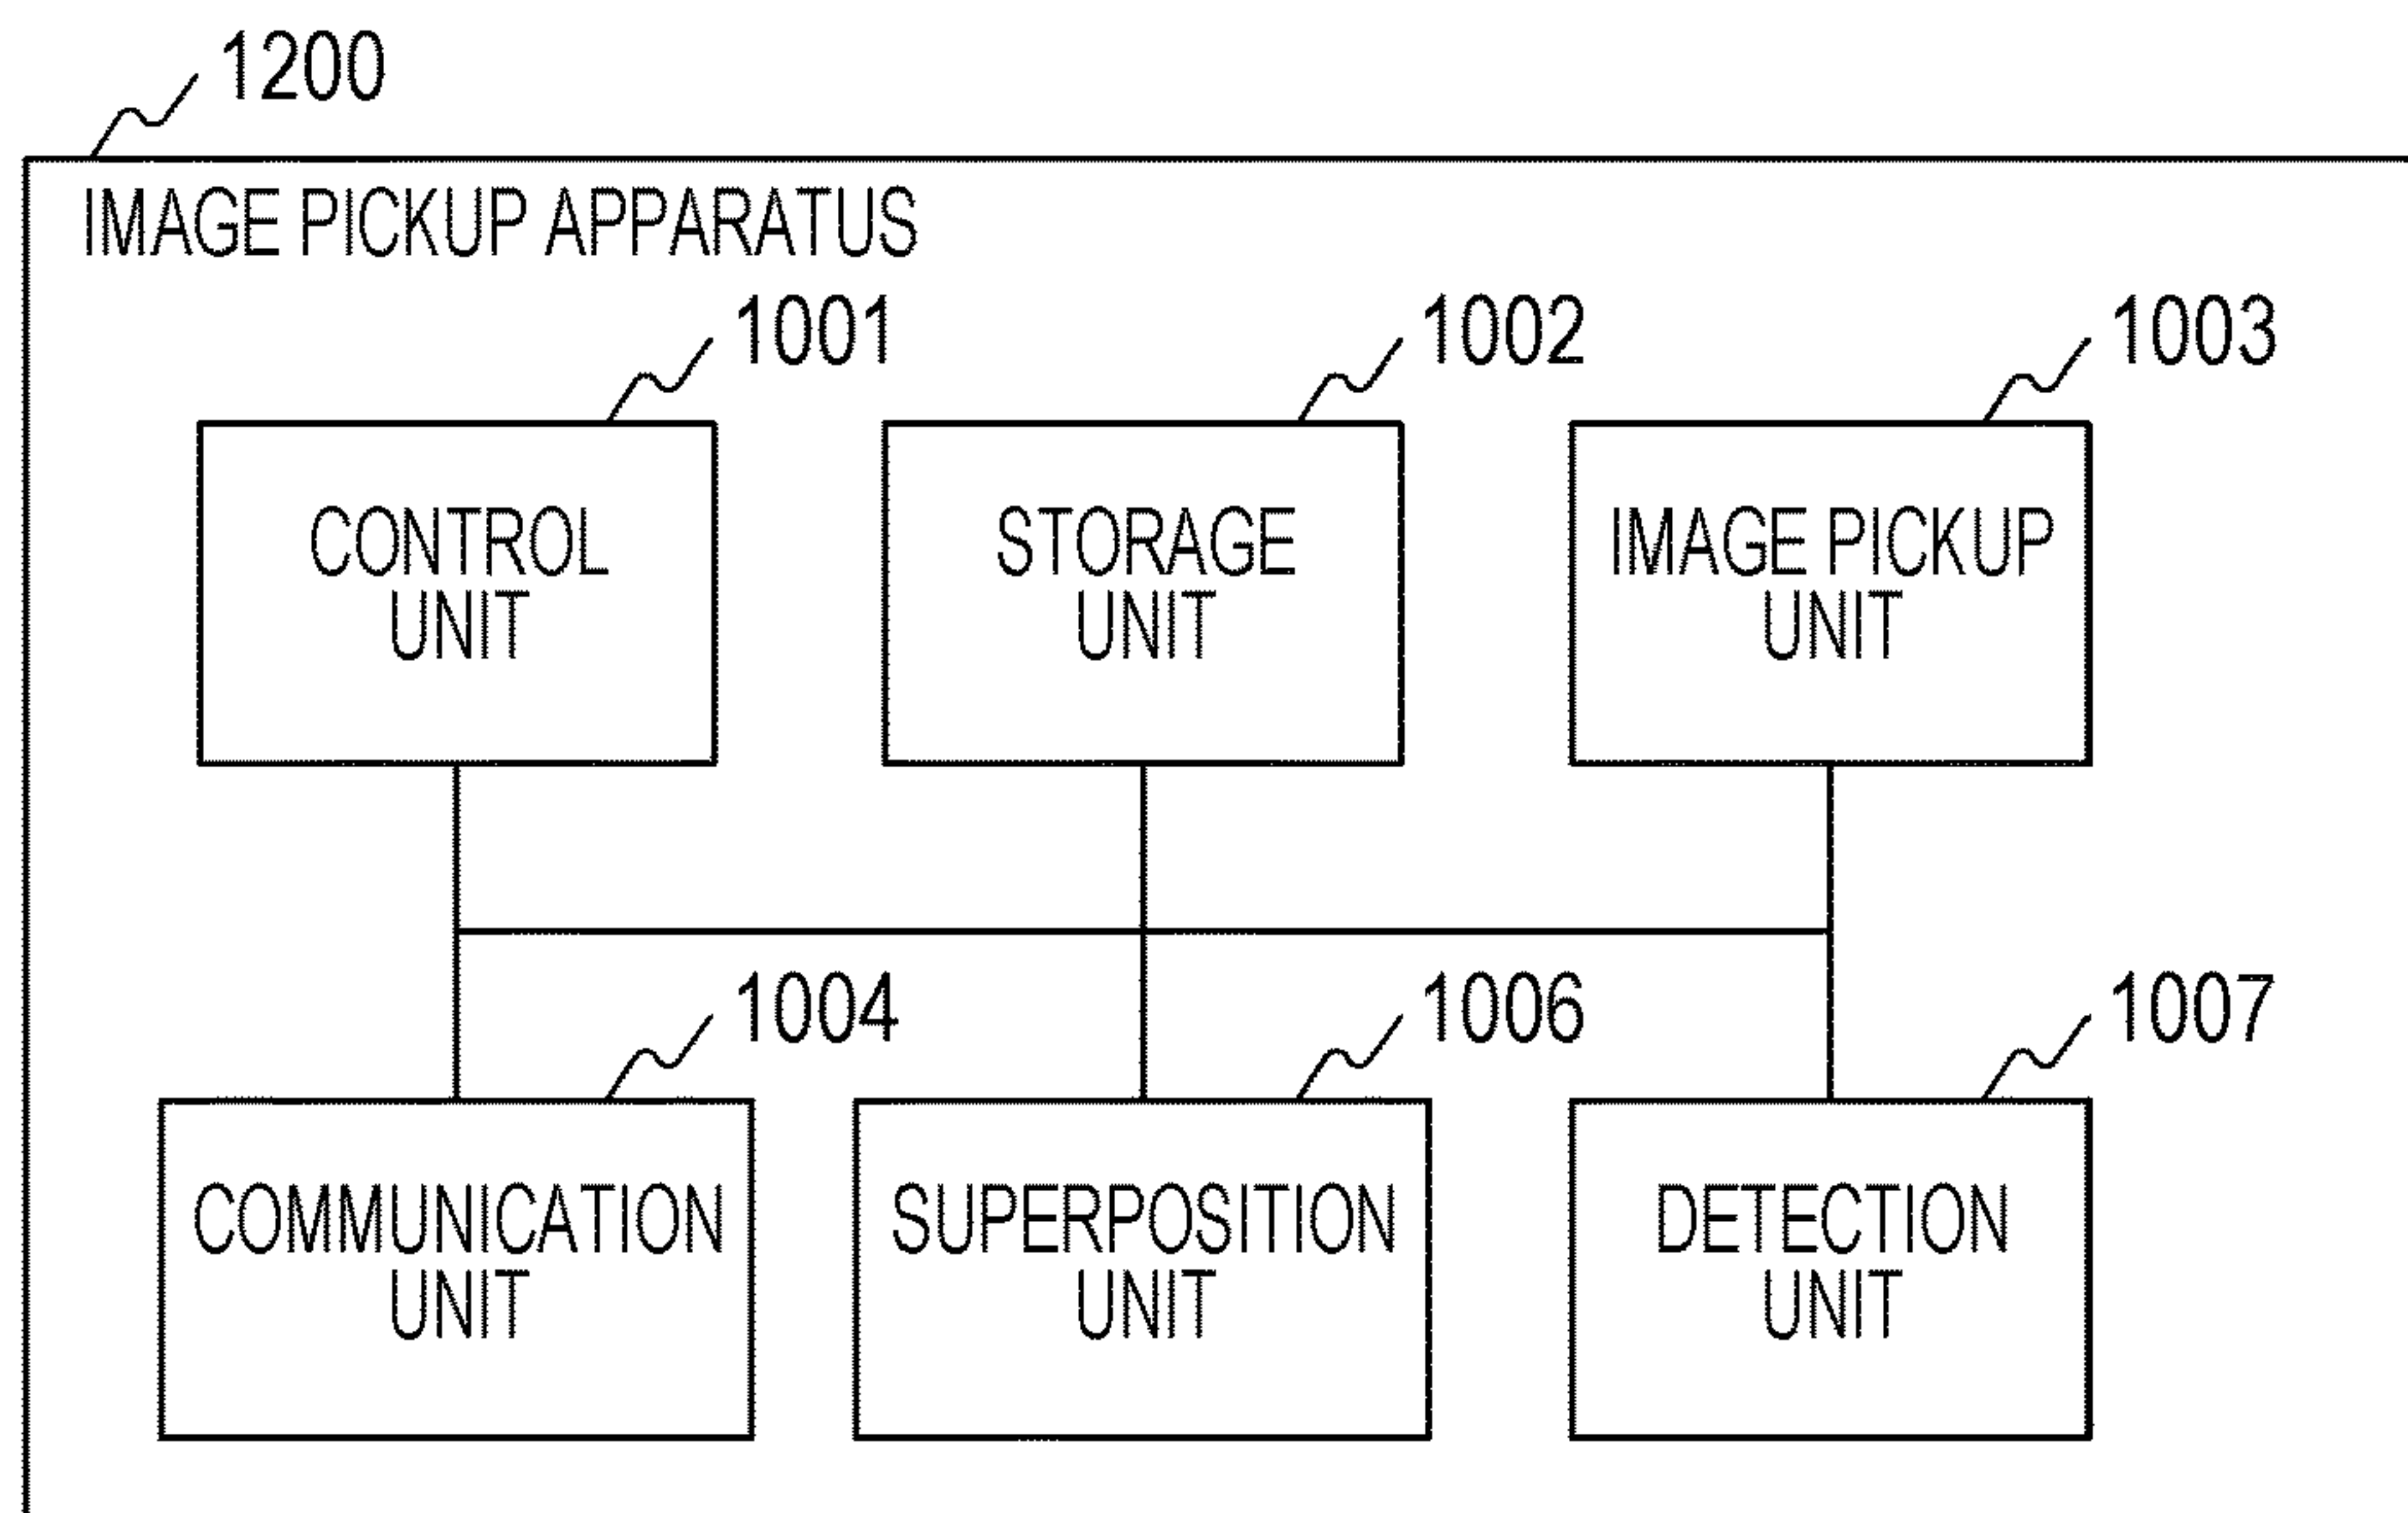 1200
IMAGE PICKUP APPARATUS
1001
1002
1003
CONTROL
UNIT
STORAGE
UNIT
IMAGE PICKUP
UNIT
1004
1006
1007
COMMUNICATION
UNIT
SUPERPOSITION
UNIT
DETECTION
UNIT